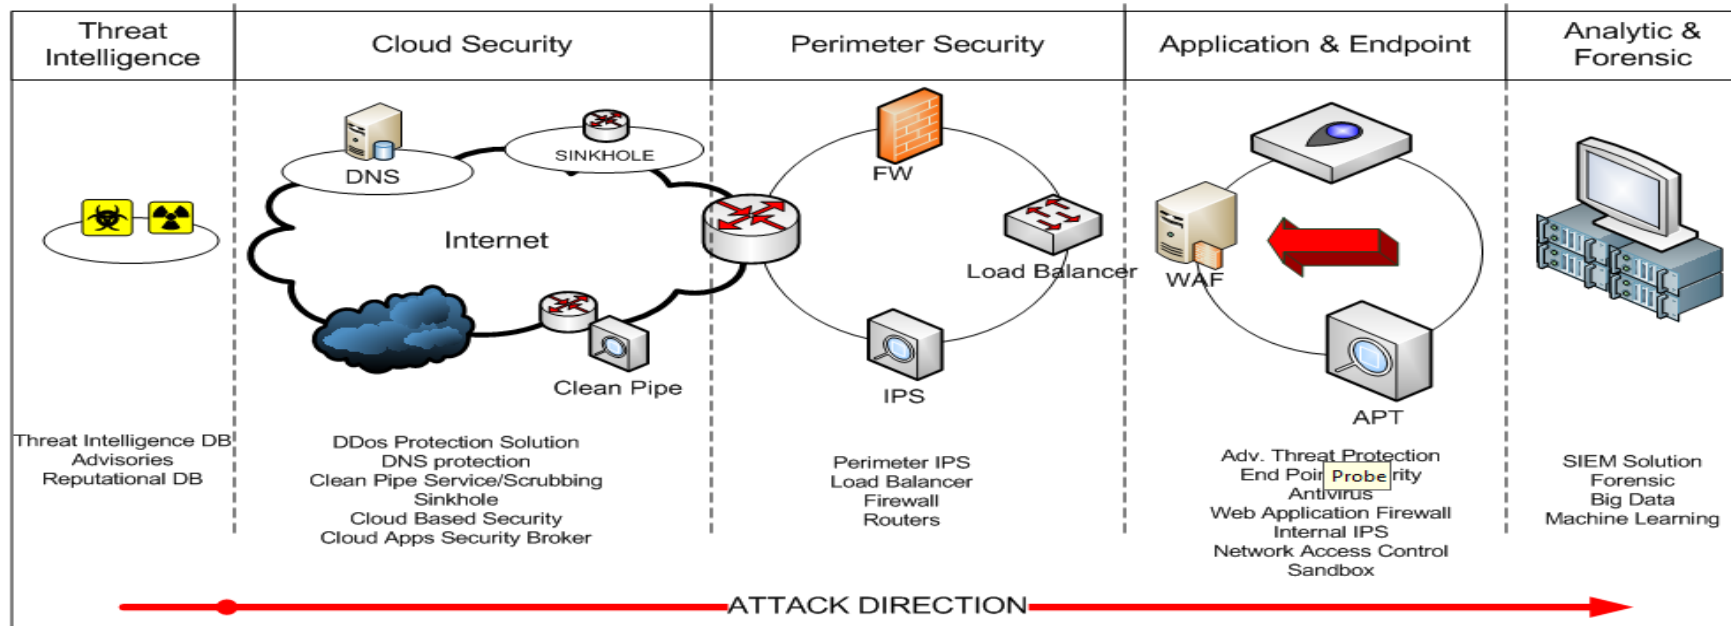 Threat
Intelligence
Cloud Security
Perimeter Security
Application & Endpoint
Analytic &
Forensic
DNS
SINKHOLE
Internet
Clean Pipe
FW
Load Balancer
IPS
WAF
APT
Threat Intelligence DB
Advisories
Reputational DB
DDos Protection Solution
DNS protection
Clean Pipe Service/Scrubbing
Sinkhole
Cloud Based Security
Cloud Apps Security Broker
Perimeter IPS
Load Balancer
Firewall
Routers
Adv. Threat Protection
End
Probe
Antivirus
Web Application Firewall
Internal IPS
Network Access Control
Sandbox
SIEM Solution
Forensic
Big Data
Machine Learning
ATTACK DIRECTION